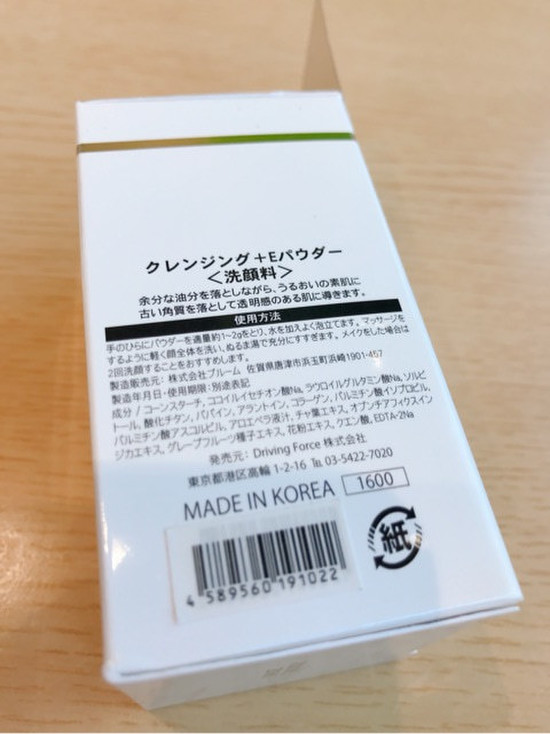 クレンジング+Eパウダー
＜洗顔料＞
余分な油分を落としながら、うるおいの素肌に
古い角質を落として透明感のある肌に導きます。
使用方法
手のひらにパウダーを適量約1~2gをとり、水を加えよく泡立てます。マッサージを
するように軽く顔全体を洗い、ぬるま湯で充分にすすぎます。メイクをした場合は
2回洗顔することをおすすめします。
製造販売元：株式会社ブルーム 佐賀県唐津市浜玉町浜崎1901-457
製造年月日・使用期限：別途表記
成分 / コーンスターチ、ココイルイセチオン酸Na、ラウロイルグルタミン酸Na、ソルビ
トール、酸化チタン、パパイン、アラントイン、コラーゲン、パルミチン酸イソプロピル、
パルミチン酸アスコルビル、アロエベラ液汁、チャ葉エキス、オプンチアフィクスイン
ジカエキス、グレープフルーツ種子エキス、花粉エキス、クエン酸、EDTA-2Na
発売元：Driving Force 株式会社
東京都港区高輪 1-2-16 ℡ 03-5422-7020
MADE IN KOREA 1600
紙
4 589560 191022